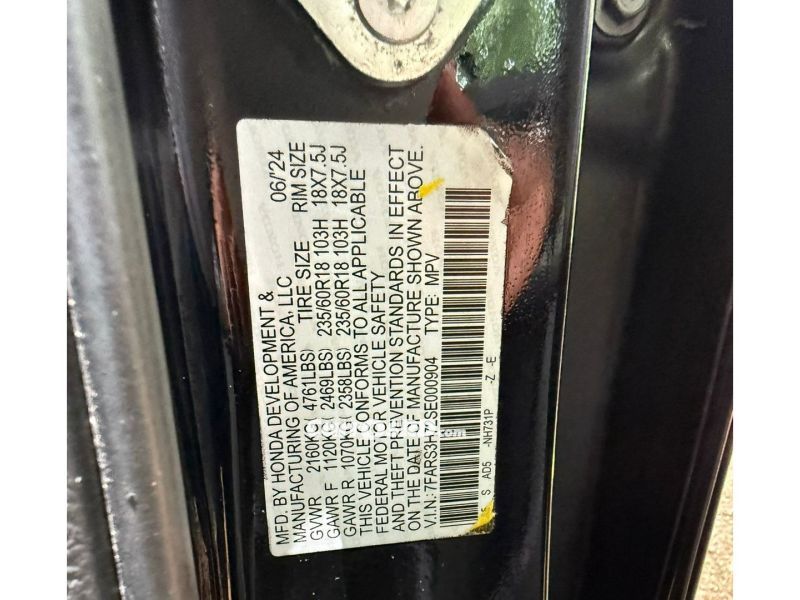 MFD. BY HONDA DEVELOPMENT &
MANUFACTURING OF AMERICA, LLC 06/'24
TIRE SIZE RIM SIZE
GVWR 2160KG( 4761LBS)
GAWR F 1120KG( 2469LBS) 235/60R18 103H 18X7.5J
GAWR R 1070KG( 2358LBS) 235/60R18 103H 18X7.5J
THIS VEHICLE CONFORMS TO ALL APPLICABLE
FEDERAL MOTOR VEHICLE SAFETY
AND THEFT PREVENTION STANDARDS IN EFFECT
ON THE DATE OF MANUFACTURE SHOWN ABOVE.
V.I.N.: TYPE: MPV
S AD5 -NH731P -Z -E